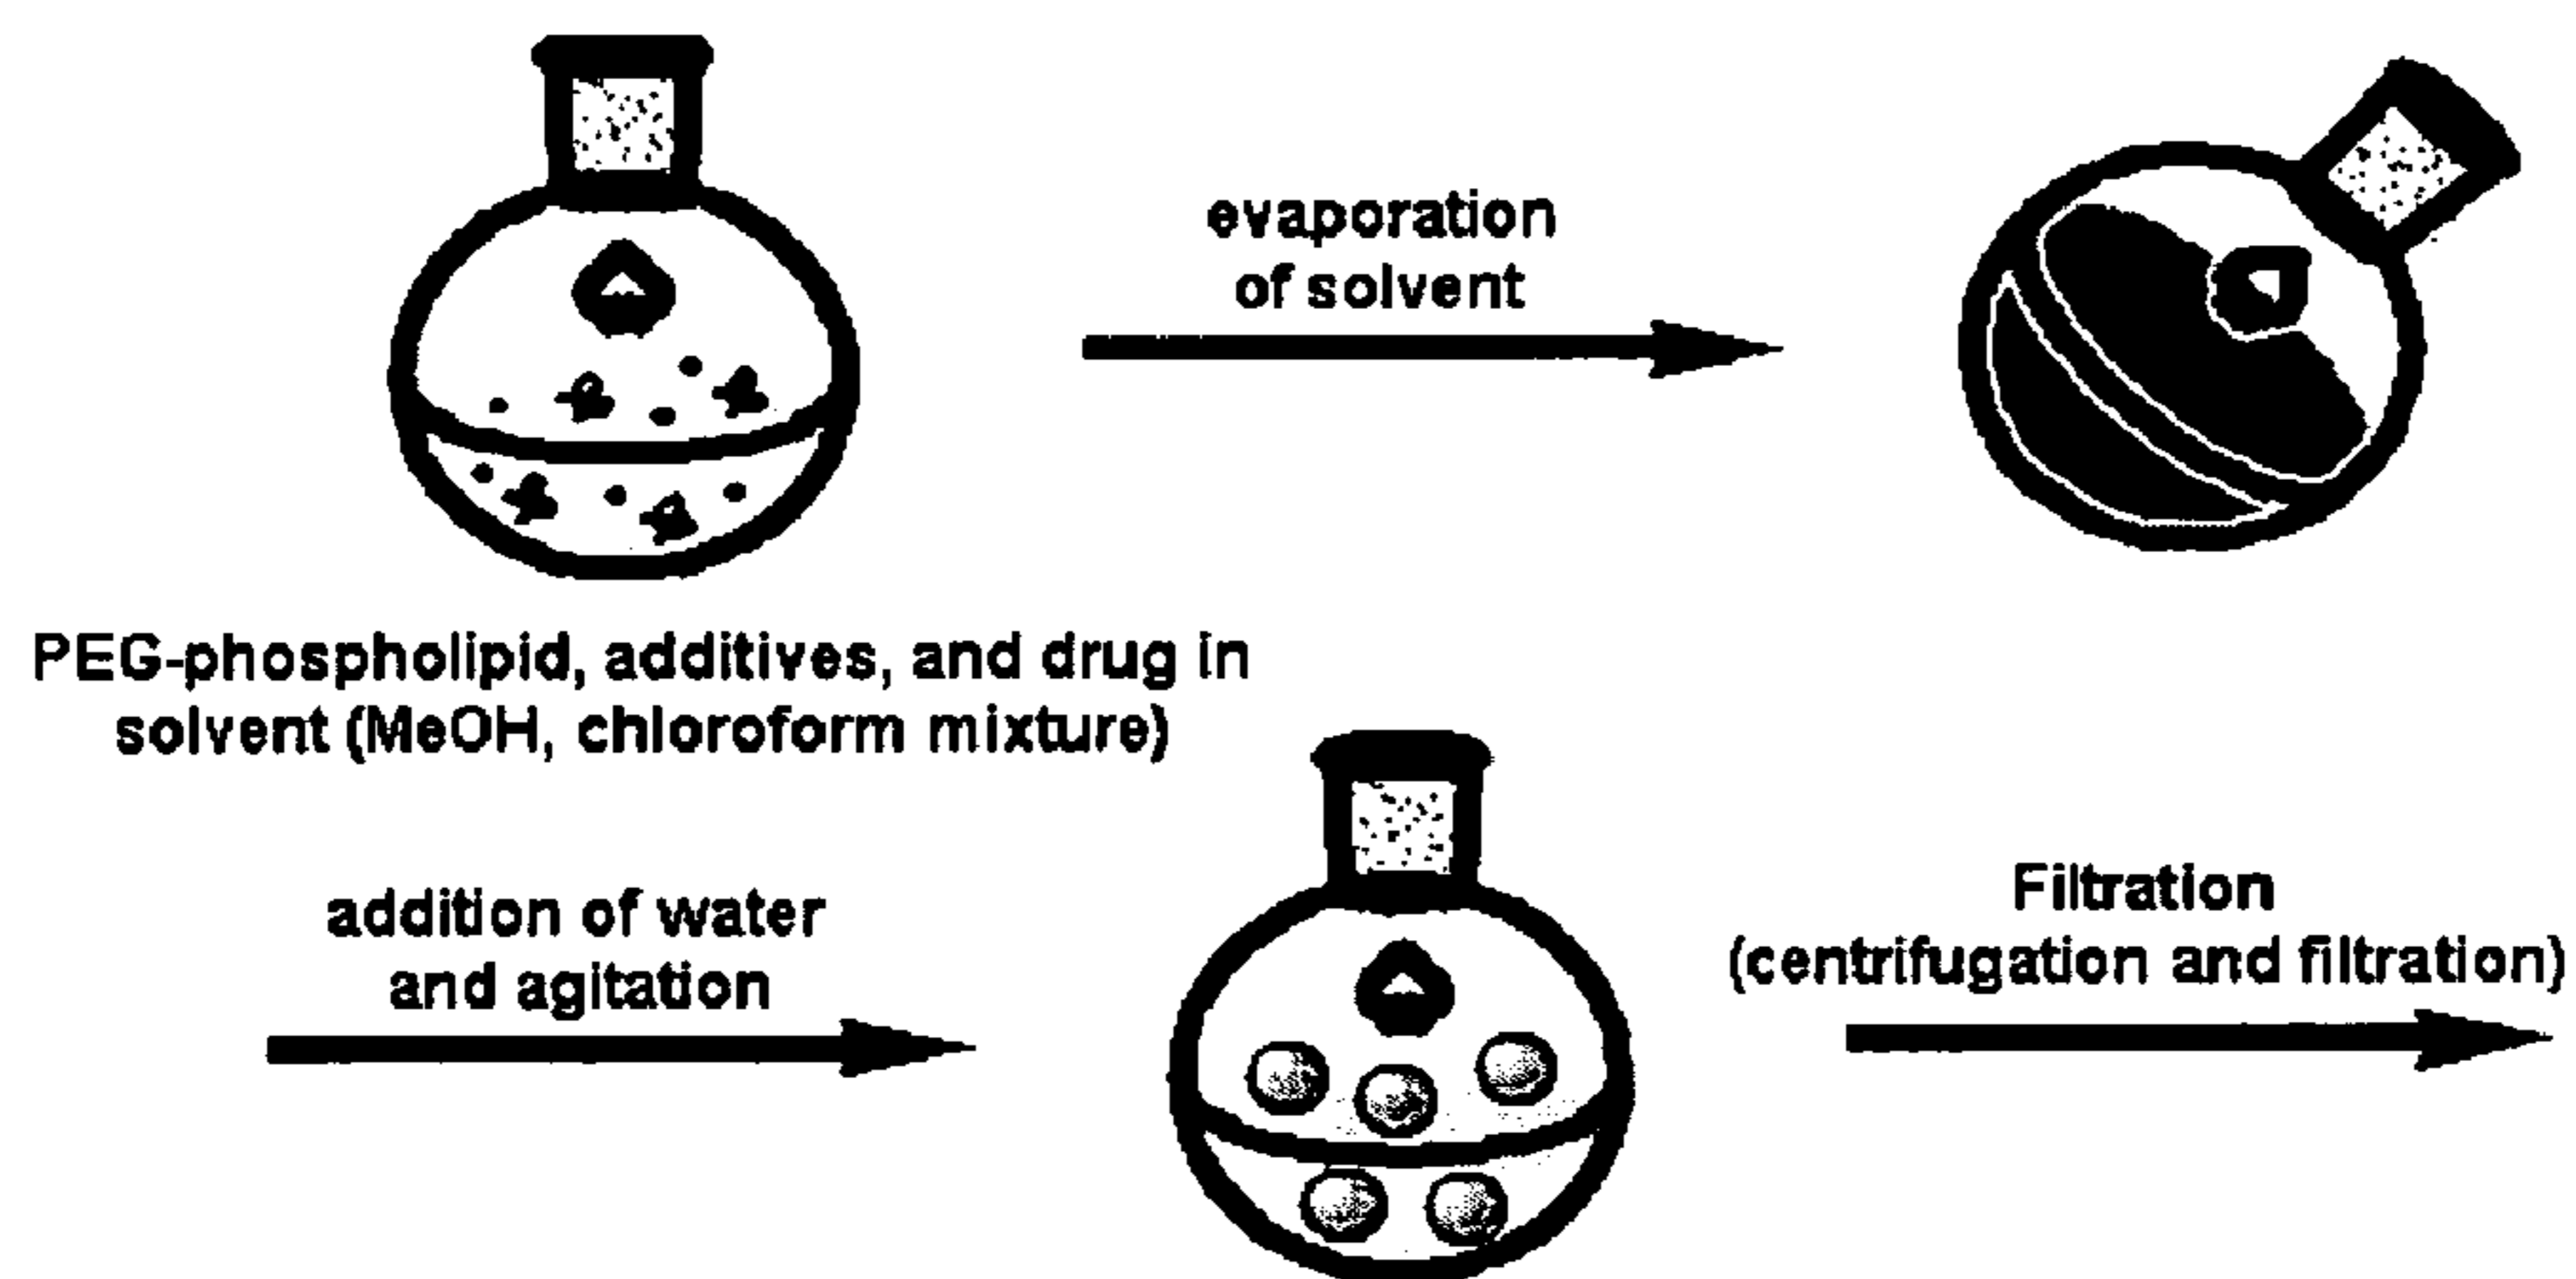 evaporation
of solvent
PEG-phospholipid, additives, and drug in
solvent (MeOH, chloroform mixture)
addition of water
and agitation
Filtration
(centrifugation and filtration)